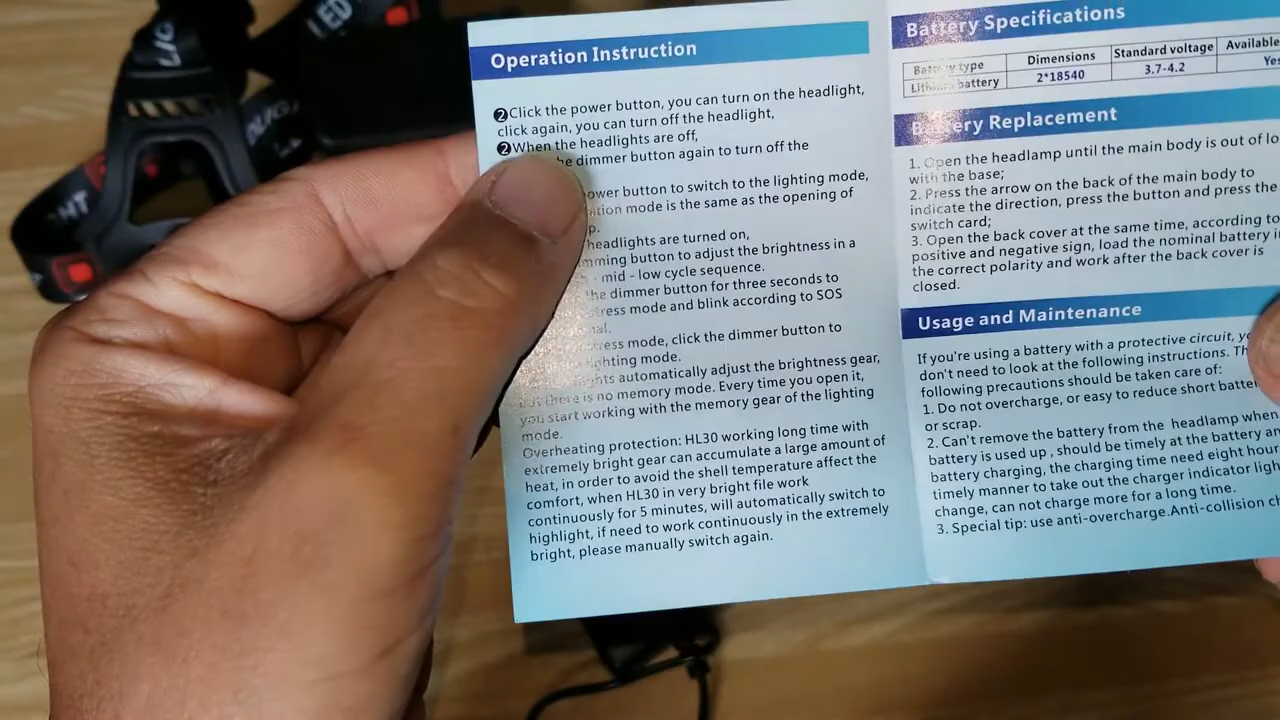 LED
LIG
LIGHT
HT
Operation Instruction
❷Click the power button, you can turn on the headlight,
click again, you can turn off the headlight,
❷When the headlights are off,
dimmer button again to turn off the
button to switch to the lighting mode,
mode is the same as the opening of
headlights are turned on,
button to adjust the brightness in a
mid - low cycle sequence.
the dimmer button for three seconds to
mode and blink according to SOS
mode, click the dimmer button to
mode.
automatically adjust the brightness gear,
but there is no memory mode. Every time you open it,
you start working with the memory gear of the lighting
mode.
Overheating protection: HL30 working long time with
extremely bright gear can accumulate a large amount of
heat, in order to avoid the shell temperature affect the
comfort, when HL30 in very bright file work
continuously for 5 minutes, will automatically switch to
highlight, if need to work continuously in the extremely
bright, please manually switch again.
Battery Specifications
Battery type Dimensions Standard voltage Available
Lithium battery 2*18540 3.7-4.2 Yes
Battery Replacement
1. Open the headlamp until the main body is out of
with the base;
2. Press the arrow on the back of the main body to
indicate the direction, press the button and press the
switch card;
3. Open the back cover at the same time, according to
positive and negative sign, load the nominal battery
the correct polarity and work after the back cover is
closed.
Usage and Maintenance
If you're using a battery with a protective circuit,
don't need to look at the following instructions.
following precautions should be taken care of:
1. Do not overcharge, or easy to reduce short
or scrap.
2. Can't remove the battery from the headlamp when
battery is used up , should be timely at the battery
battery charging, the charging time need eight
timely manner to take out the charger indicator
change, can not charge more for a long time.
3. Special tip: use anti-overcharge.Anti-collision